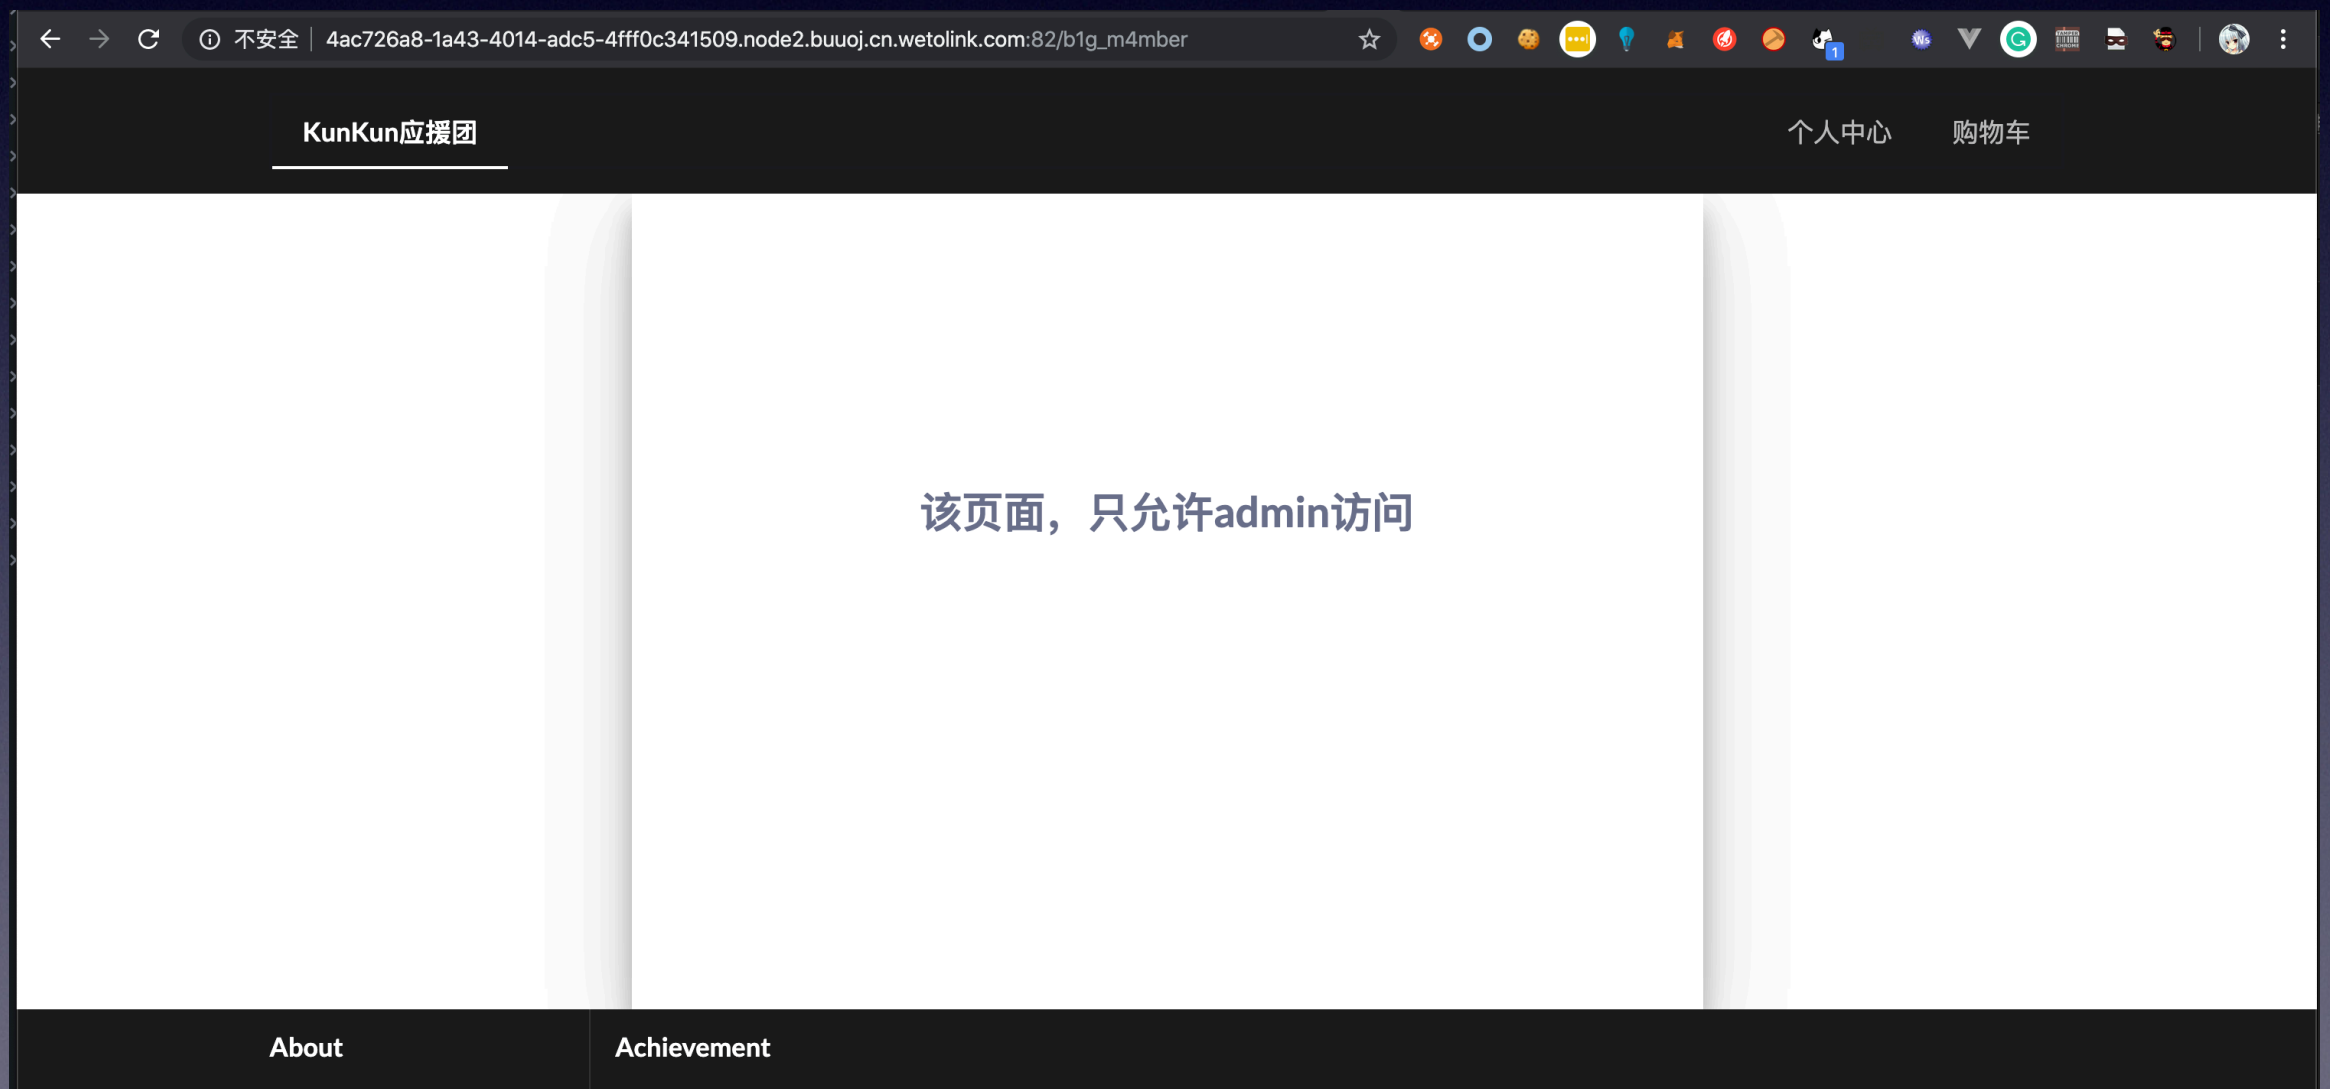 不安全 4ac726a8-1a43-4014-adc5-4fff0c341509.node2.buuoj.cn.wetolink.com:82/b1g_m4mber
1
Ws
G
KunKun应援团 个人中心 购物车
该页面，只允许admin访问
About Achievement